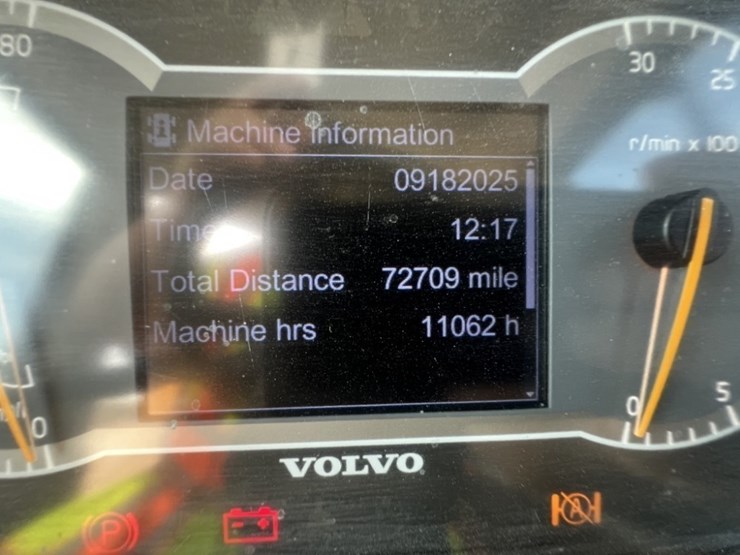 80
30
25
r/min x 100
Machine information
Date 09182025
Time 12:17
Total Distance 72709 mile
Machine hrs 11062 h
0
0
5
VOLVO
P
A